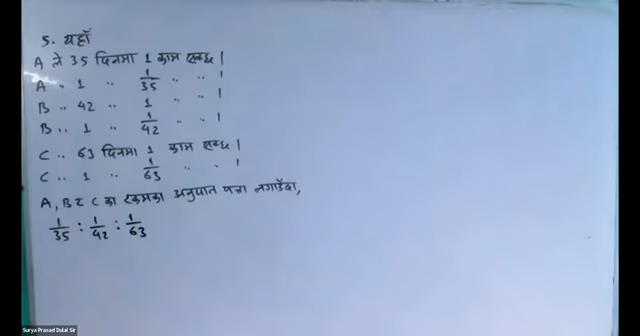 5. यहाँ
A ले 35 दिनमा 1 काम सक्छ |
A .. 1 .. 1/35 .. .. |
B .. 42 .. 1 .. .. |
B .. 1 .. 1/42 .. .. |
C .. 63 दिनमा 1 काम सक्छ |
C .. 1 .. 1/63 .. .. |
A, B र C का रकमका अनुपात पत्ता लगाउँदा,
1/35 : 1/42 : 1/63
Surya Prasad Dulal Sir